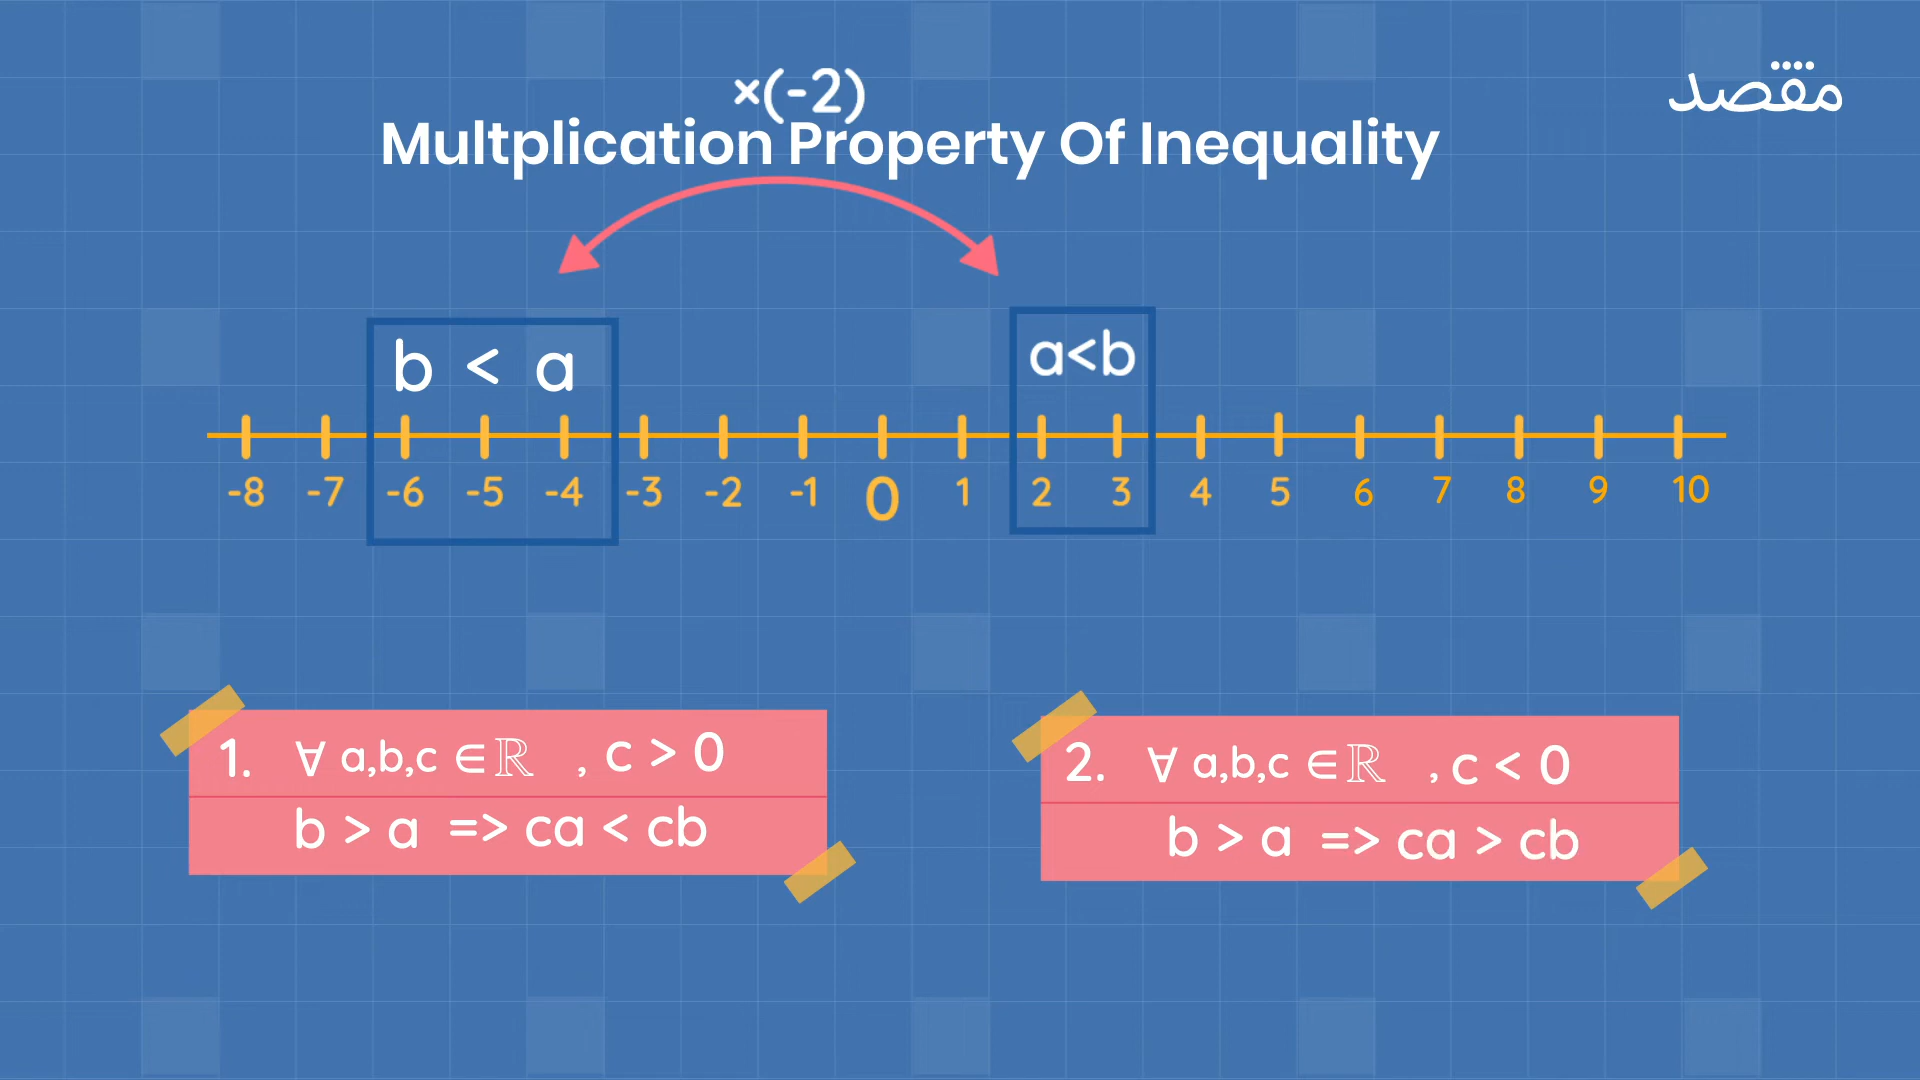 ×(-2)
مقصد
Multplication Property Of Inequality
b < a
a<b
-8 -7 -6 -5 -4 -3 -2 -1 0 1 2 3 4 5 6 7 8 9 10
1. ∀ a,b,c ∈ ℝ , c > 0
b > a => ca < cb
2. ∀ a,b,c ∈ ℝ , c < 0
b > a => ca > cb